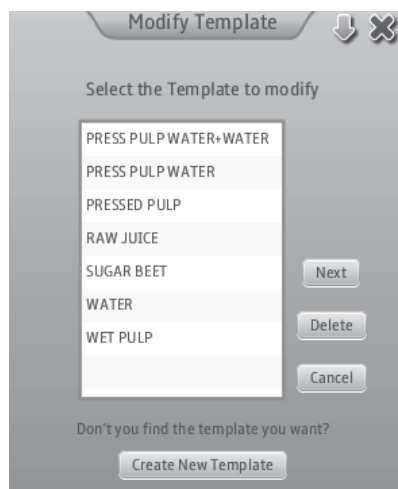 Modify Template
Select the Template to modify
PRESS PULP WATER+WATER
PRESS PULP WATER
PRESSED PULP
RAW JUICE
SUGAR BEET
WATER
WET PULP
Next
Delete
Cancel
Don't you find the template you want?
Create New Template